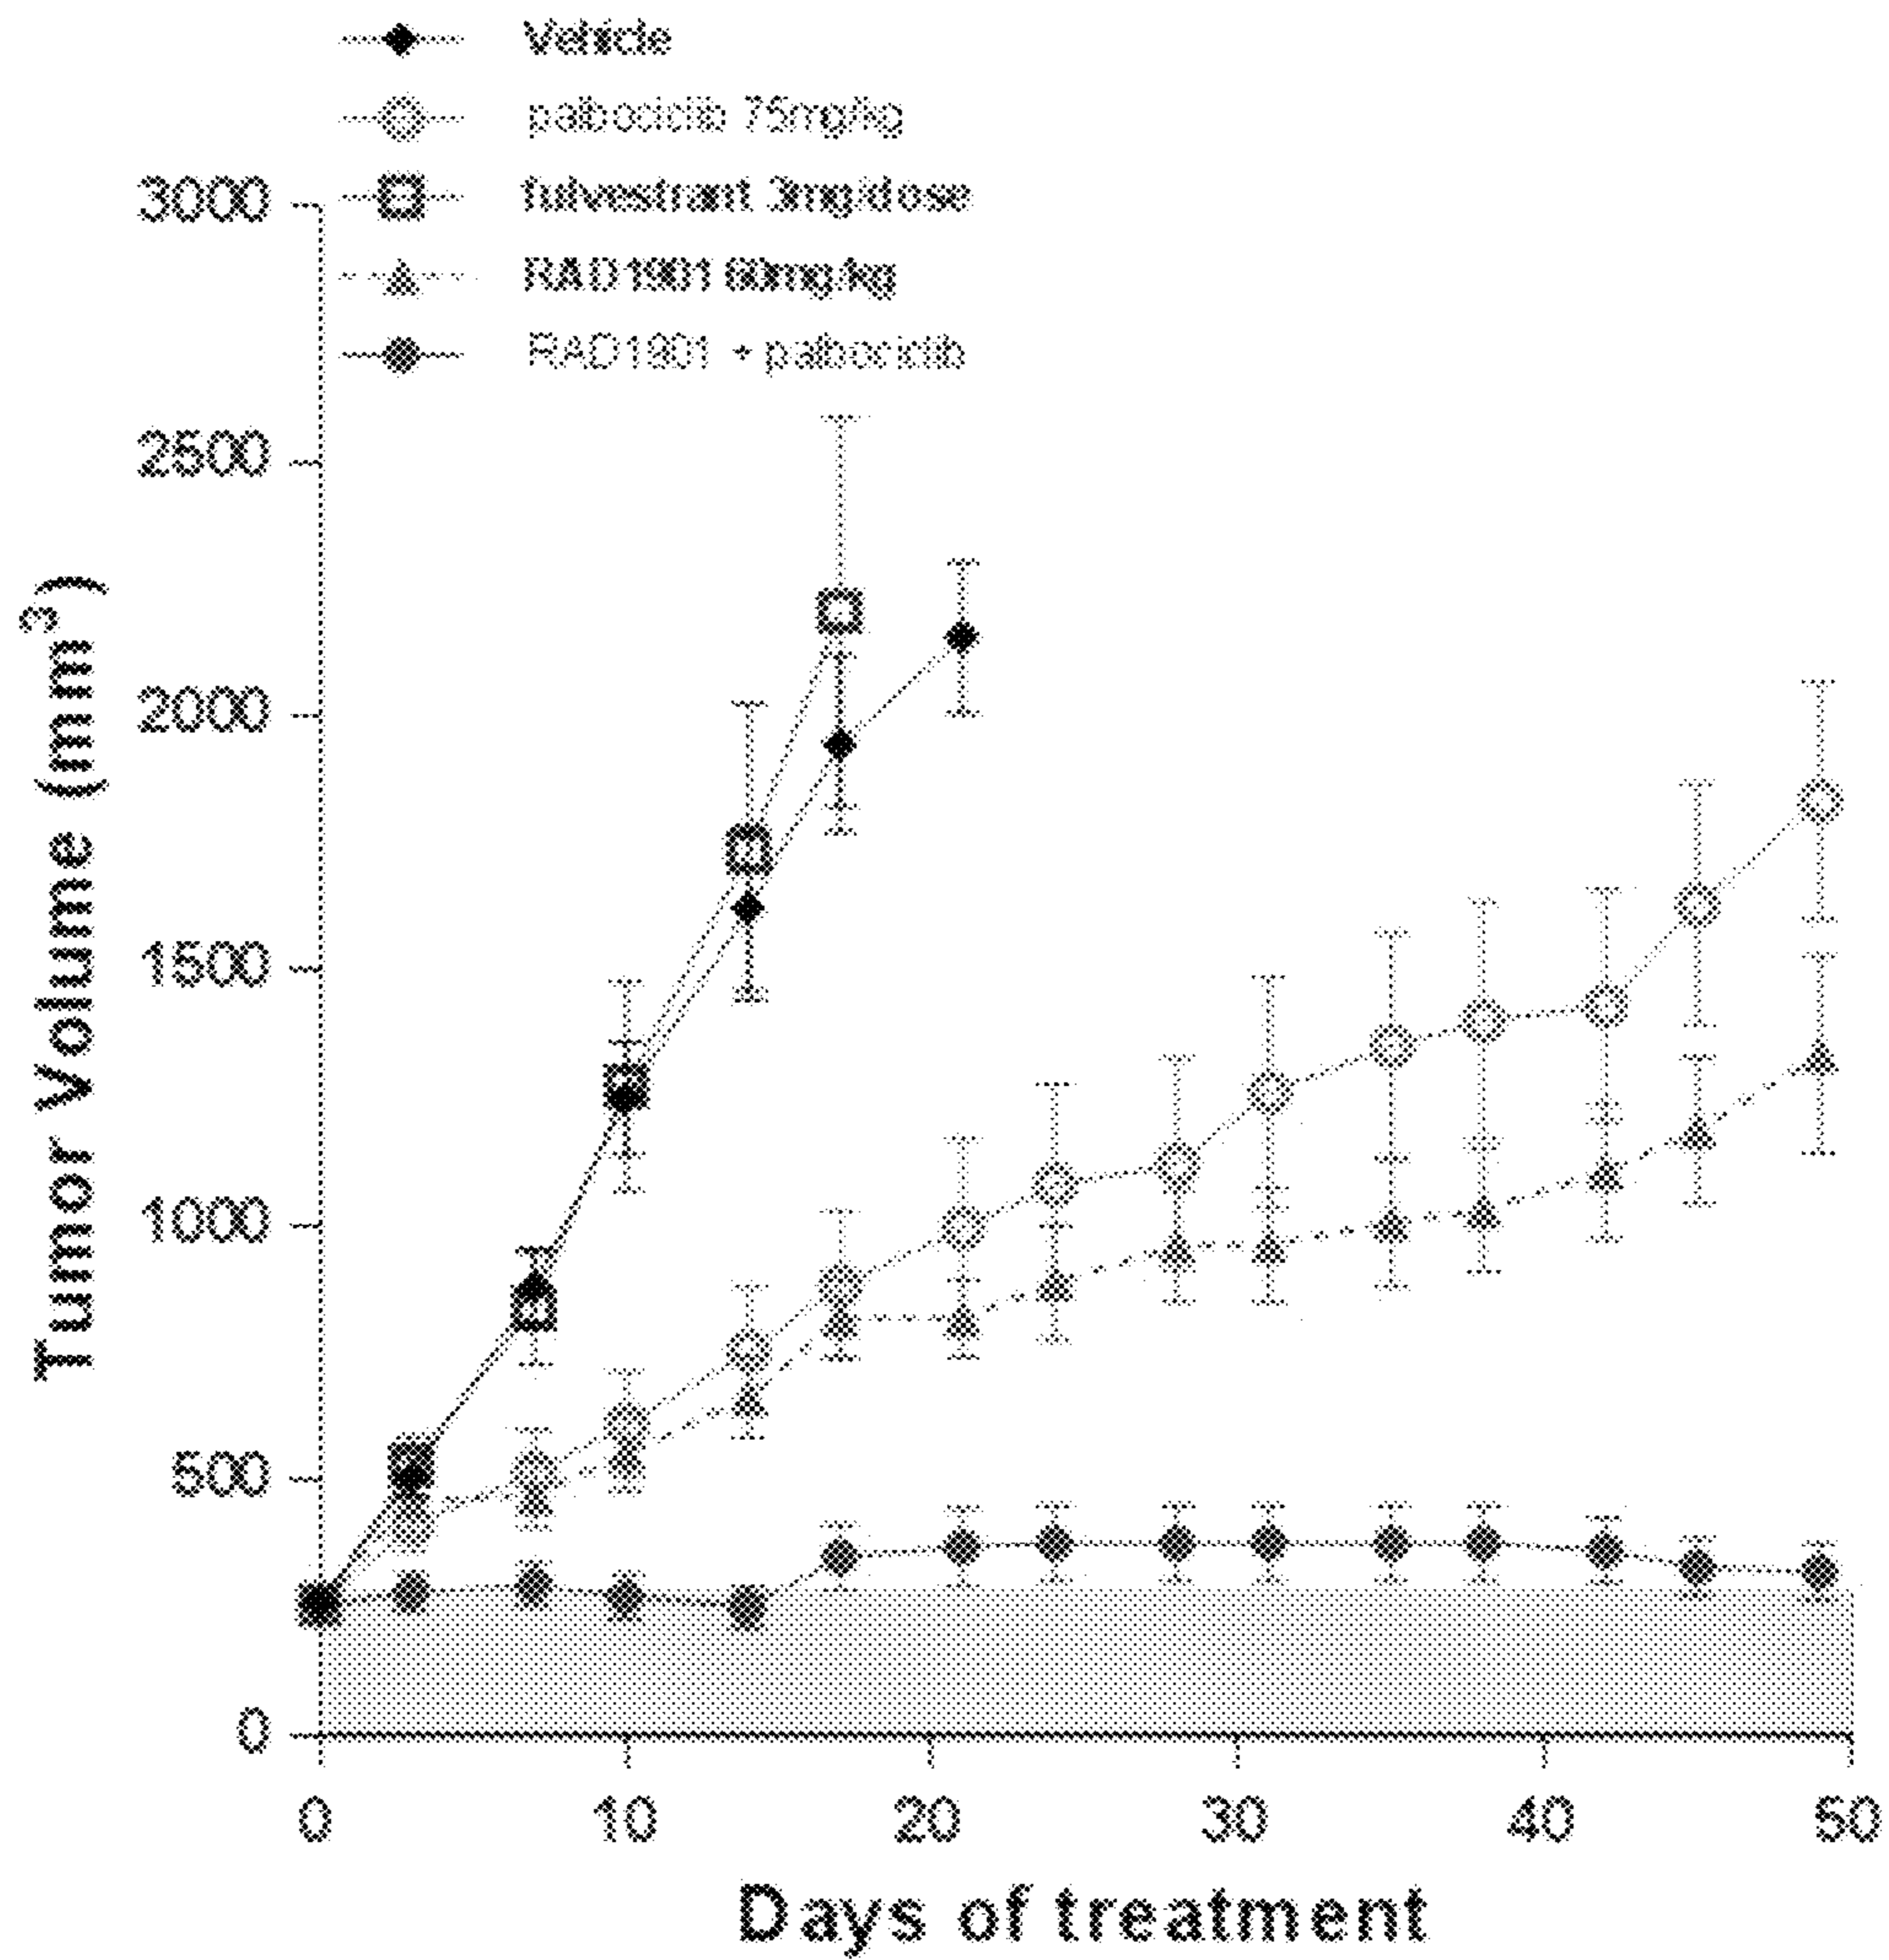 Vehicle
palbociclib 75mg/kg
fulvestrant 3mg/dose
RAD1901 60mg/kg
RAD1901 + palbociclib
3000
2500
2000
1500
1000
500
0
Tumor Volume (mm³)
0 10 20 30 40 50
Days of treatment